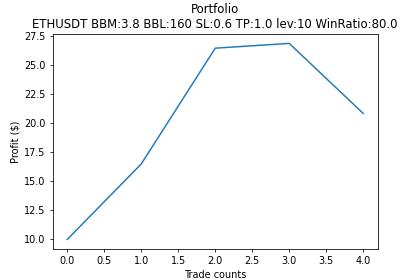 Portfolio
ETHUSDT BBM:3.8 BBL:160 SL:0.6 TP:1.0 lev:10 WinRatio:80.0
27.5
25.0
22.5
20.0
17.5
15.0
12.5
10.0
Profit ($)
0.0 0.5 1.0 1.5 2.0 2.5 3.0 3.5 4.0
Trade counts